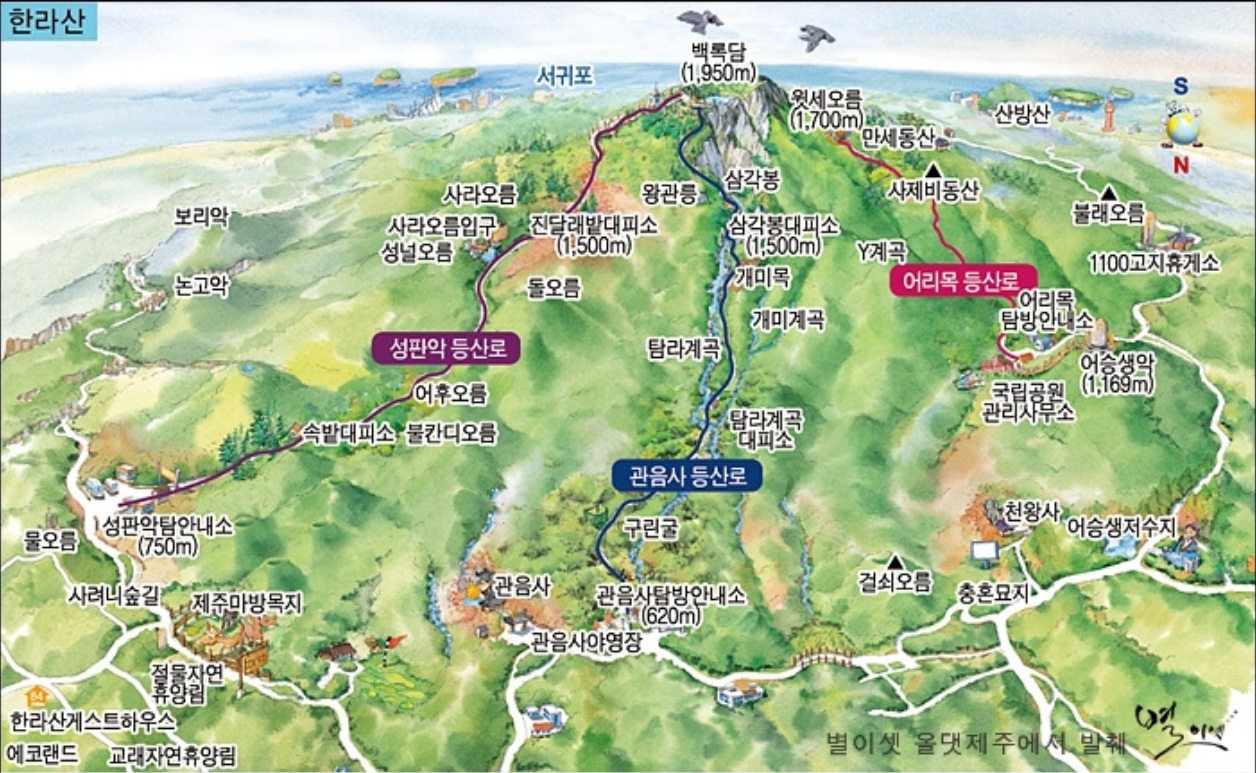 한라산
백록담
(1,950m)
서귀포
윗세오름
(1,700m)
만세동산
산방산
S
N
사라오름
왕관릉
삼각봉
사제비동산
불래오름
보리악
사라오름입구
성널오름
진달래밭대피소
(1,500m)
삼각봉대피소
(1,500m)
Y계곡
1100고지휴게소
논고악
돌오름
개미목
어리목 등산로
어리목
탐방안내소
개미계곡
성판악 등산로
탐라계곡
어승생악
(1,169m)
국립공원
관리사무소
어후오름
속밭대피소
불칸디오름
탐라계곡
대피소
관음사 등산로
성판악탐안내소
(750m)
물오름
구린굴
천왕사
어승생저수지
사려니숲길
제주마방목지
관음사
관음사탐방안내소
(620m)
걸쇠오름
충혼묘지
관음사야영장
절물자연
휴양림
한라산게스트하우스
에코랜드
교래자연휴양림
별이셋 올댓제주에서 발췌
별이셋